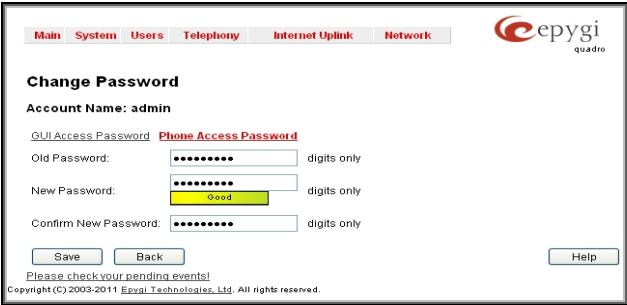 Main System Users Telephony Internet Uplink Network
epygi
quadro
Change Password
Account Name: admin
GUI Access Password Phone Access Password
Old Password: ••••••••• digits only
New Password: ••••••••• digits only
Good
Confirm New Password: ••••••••• digits only
Save Back Help
Please check your pending events!
Copyright (C) 2003-2011 Epygi Technologies, Ltd. All rights reserved.